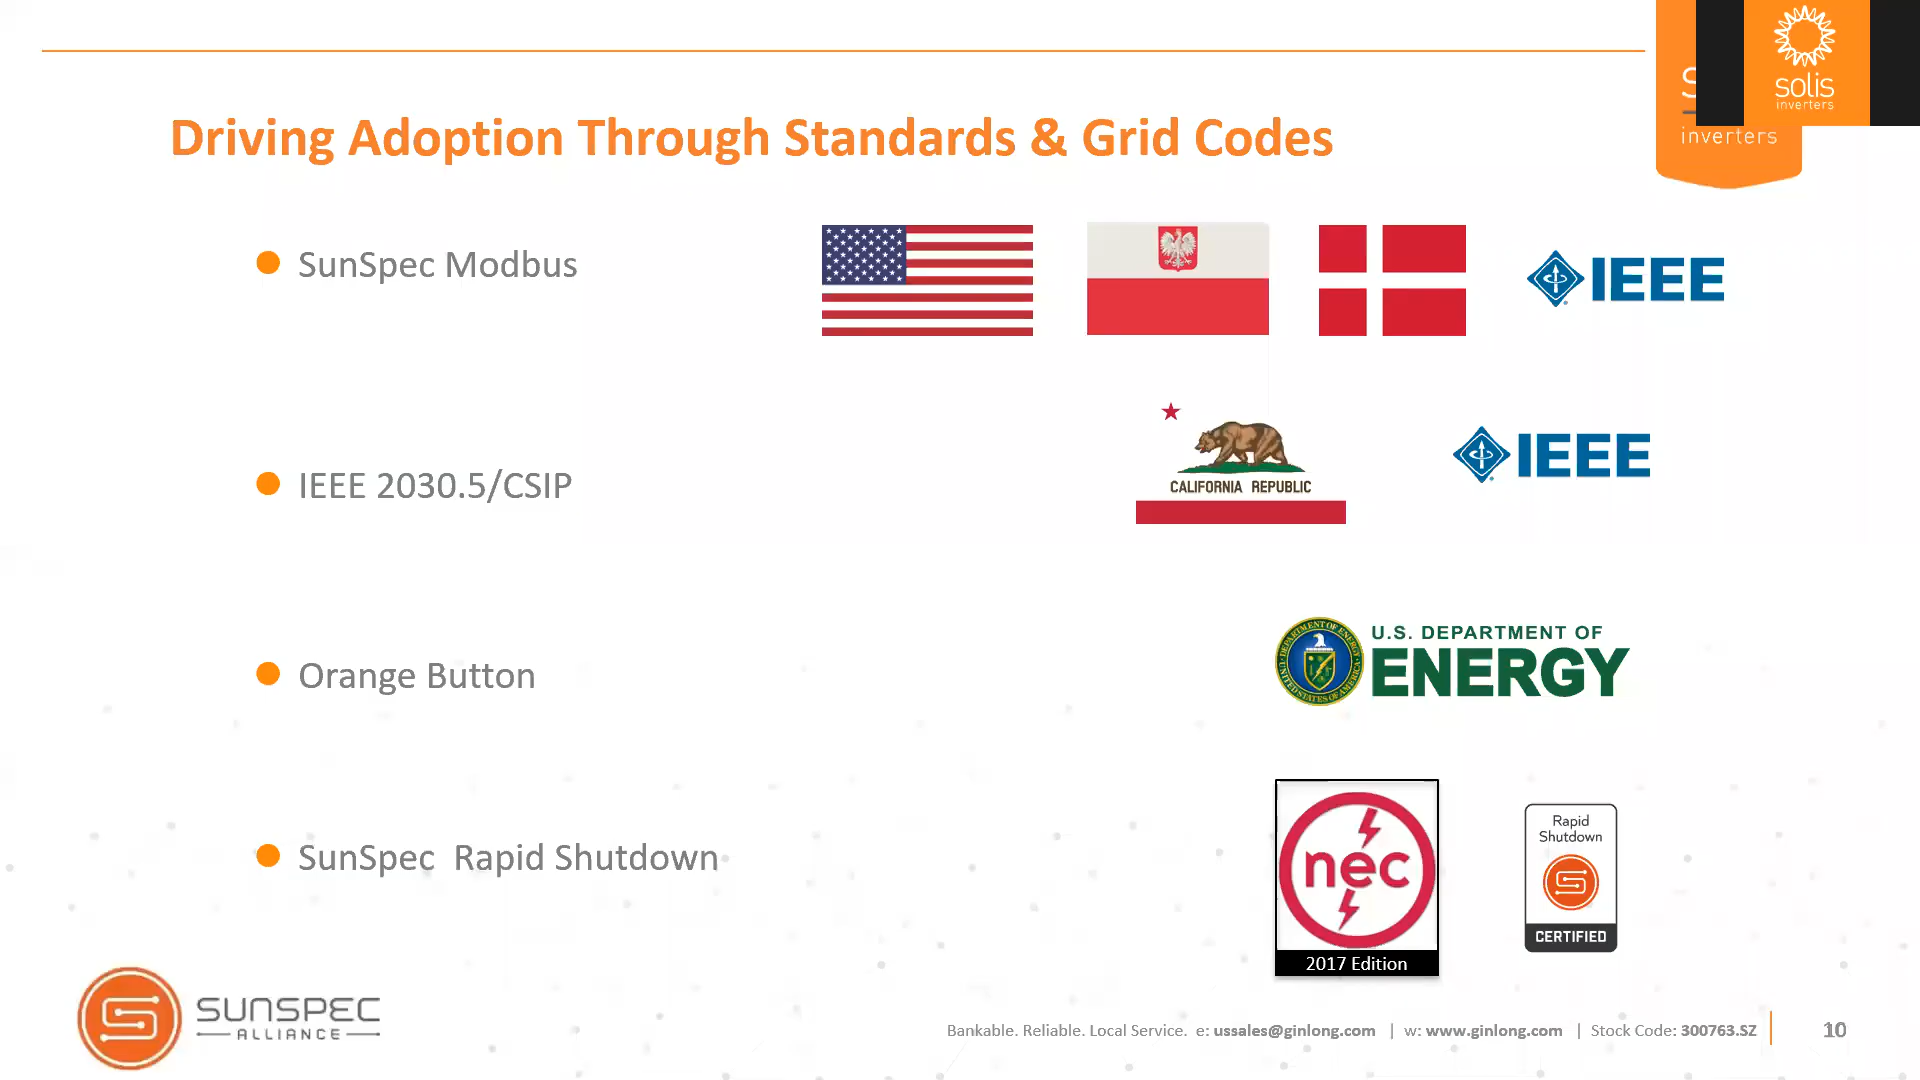 solis
inverters
S
inverters
Driving Adoption Through Standards & Grid Codes
SunSpec Modbus
IEEE
CALIFORNIA REPUBLIC
IEEE
IEEE 2030.5/CSIP
U.S. DEPARTMENT OF
ENERGY
Orange Button
Rapid
Shutdown
CERTIFIED
nec
2017 Edition
SunSpec Rapid Shutdown
SUNSPEC
ALLIANCE
Bankable. Reliable. Local Service. e: ussales@ginlong.com | w: www.ginlong.com | Stock Code: 300763.SZ
10